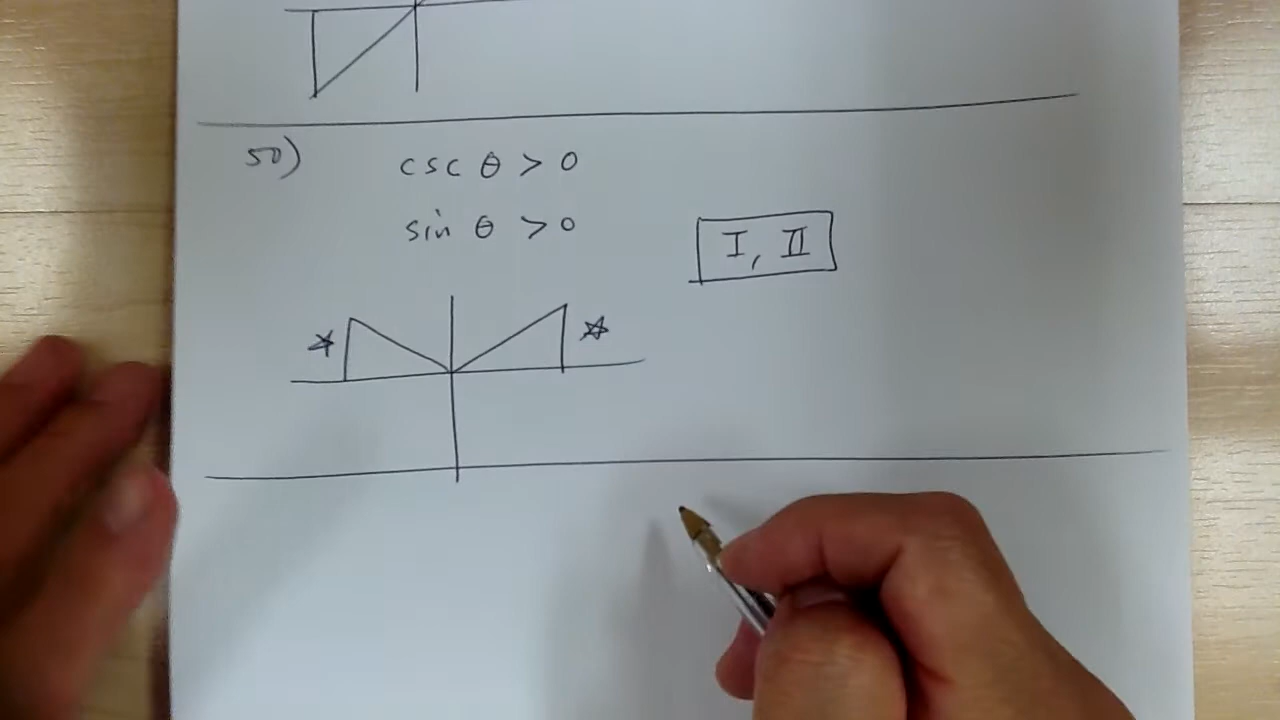 50)
csc θ > 0
sin θ > 0
I, II